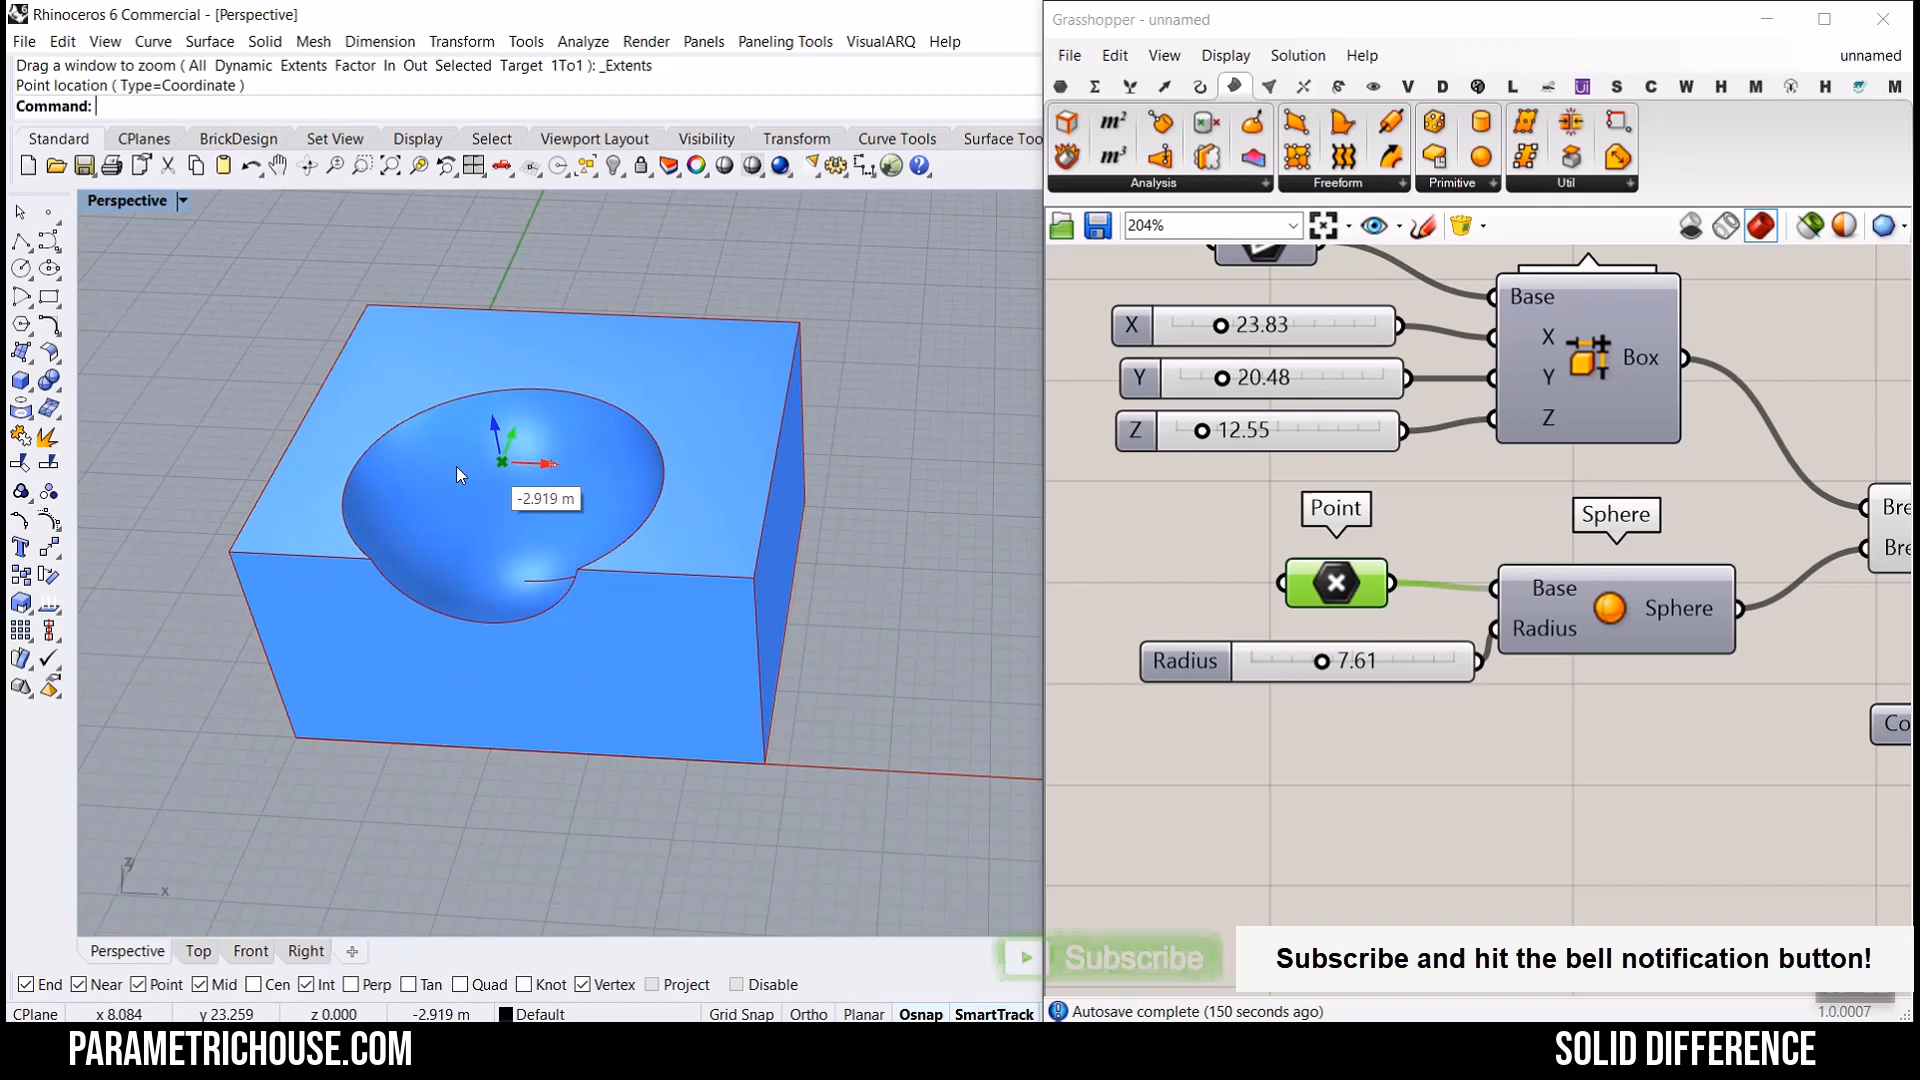 Rhinoceros 6 Commercial - [Perspective]
File Edit View Curve Surface Solid Mesh Dimension Transform Tools Analyze Render Panels Paneling Tools VisualARQ Help
Drag a window to zoom ( All Dynamic Extents Factor In Out Selected Target 1To1 ): _Extents
Point location ( Type=Coordinate )
Command:
Standard CPlanes BrickDesign Set View Display Select Viewport Layout Visibility Transform Curve Tools Surface Too
Perspective
-2.919 m
z
x
Perspective Top Front Right
End Near Point Mid Cen Int Perp Tan Quad Knot Vertex Project Disable
CPlane x 8.084 y 23.259 z 0.000 -2.919 m Default Grid Snap Ortho Planar Osnap SmartTrack
Grasshopper - unnamed
File Edit View Display Solution Help unnamed
V D L S C W H M H M
m² m³
Analysis Freeform Primitive Util
204%
Base
X 23.83 X
Box
Y 20.48 Y
Z 12.55 Z
Point
Sphere
Bre
Bre
Base
Sphere
Radius
Radius 7.61
Co
Subscribe
Subscribe and hit the bell notification button!
Autosave complete (150 seconds ago) 1.0.0007
PARAMETRICHOUSE.COM
SOLID DIFFERENCE